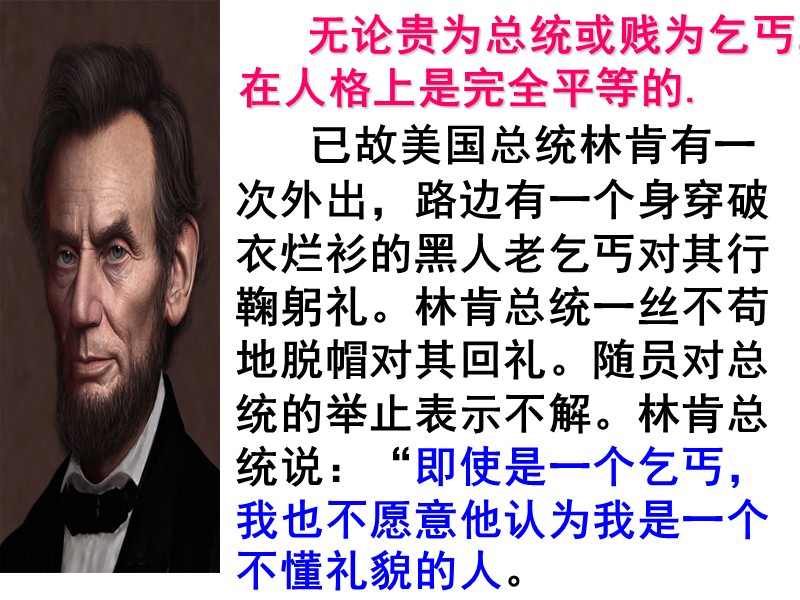 无论贵为总统或贱为乞丐,
在人格上是完全平等的.
已故美国总统林肯有一
次外出，路边有一个身穿破
衣烂衫的黑人老乞丐对其行
鞠躬礼。林肯总统一丝不苟
地脱帽对其回礼。随员对总
统的举止表示不解。林肯总
统说：“即使是一个乞丐，
我也不愿意他认为我是一个
不懂礼貌的人。